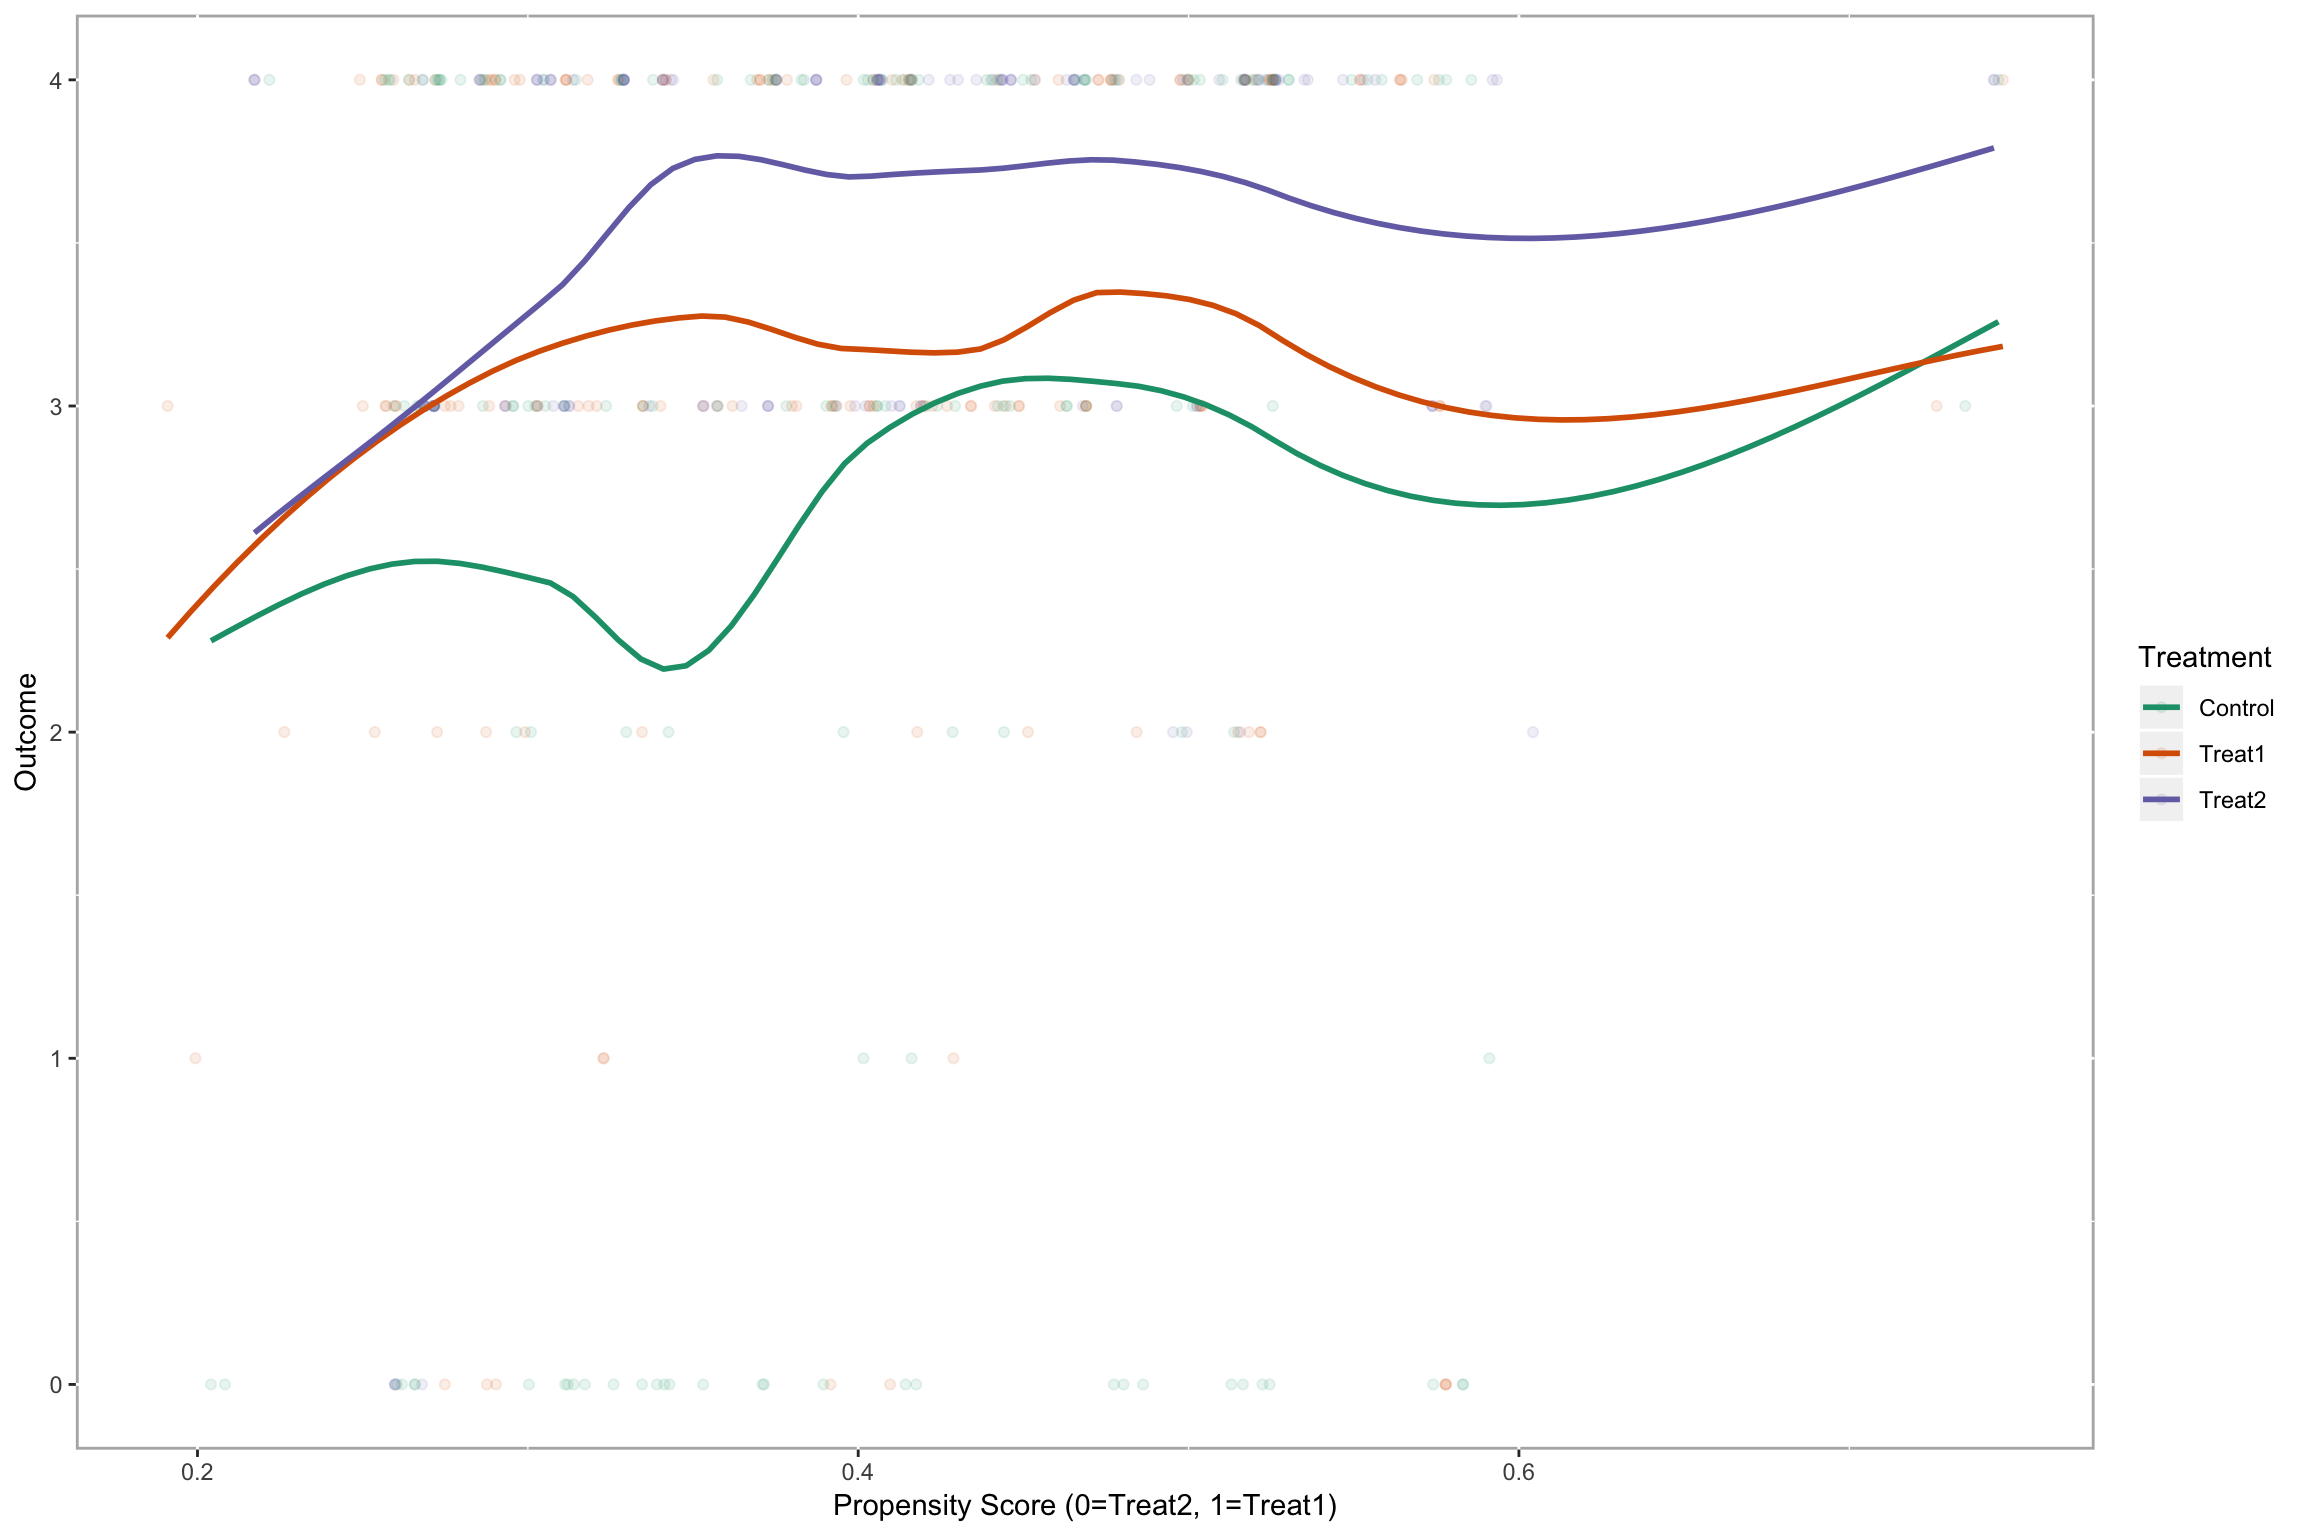 4
3
2
1
0
Outcome
0.2
0.4
0.6
Propensity Score (0=Treat2, 1=Treat1)
Treatment
Control
Treat1
Treat2